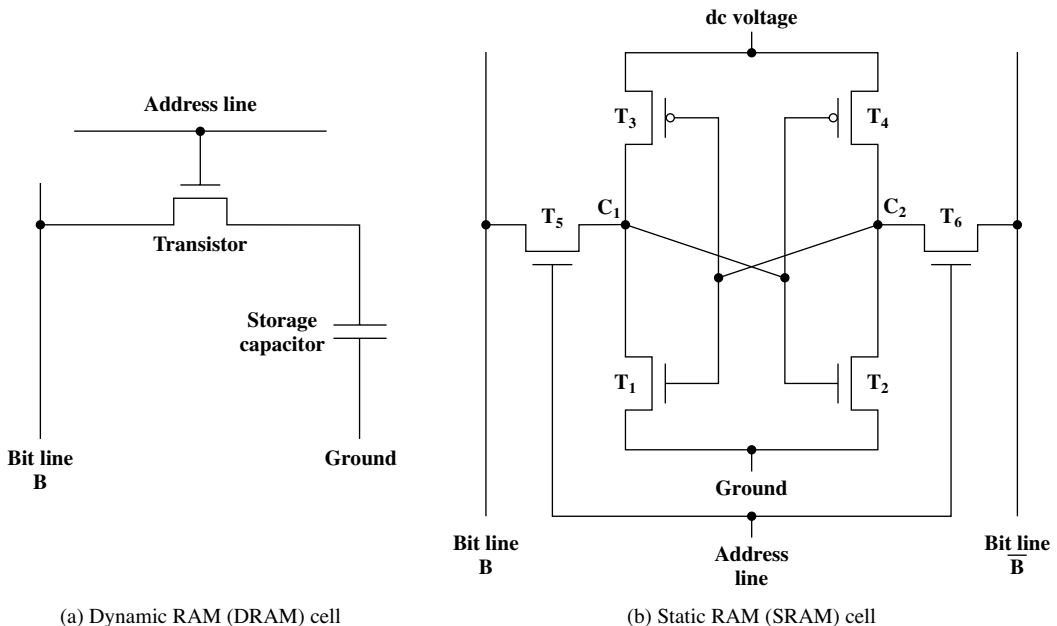 Address line
Transistor
Storage
capacitor
Bit line
B
Ground
(a) Dynamic RAM (DRAM) cell
dc voltage
T3
T4
T5
C1
C2
T6
T1
T2
Ground
Bit line
B
Address
line
Bit line
B̅
(b) Static RAM (SRAM) cell